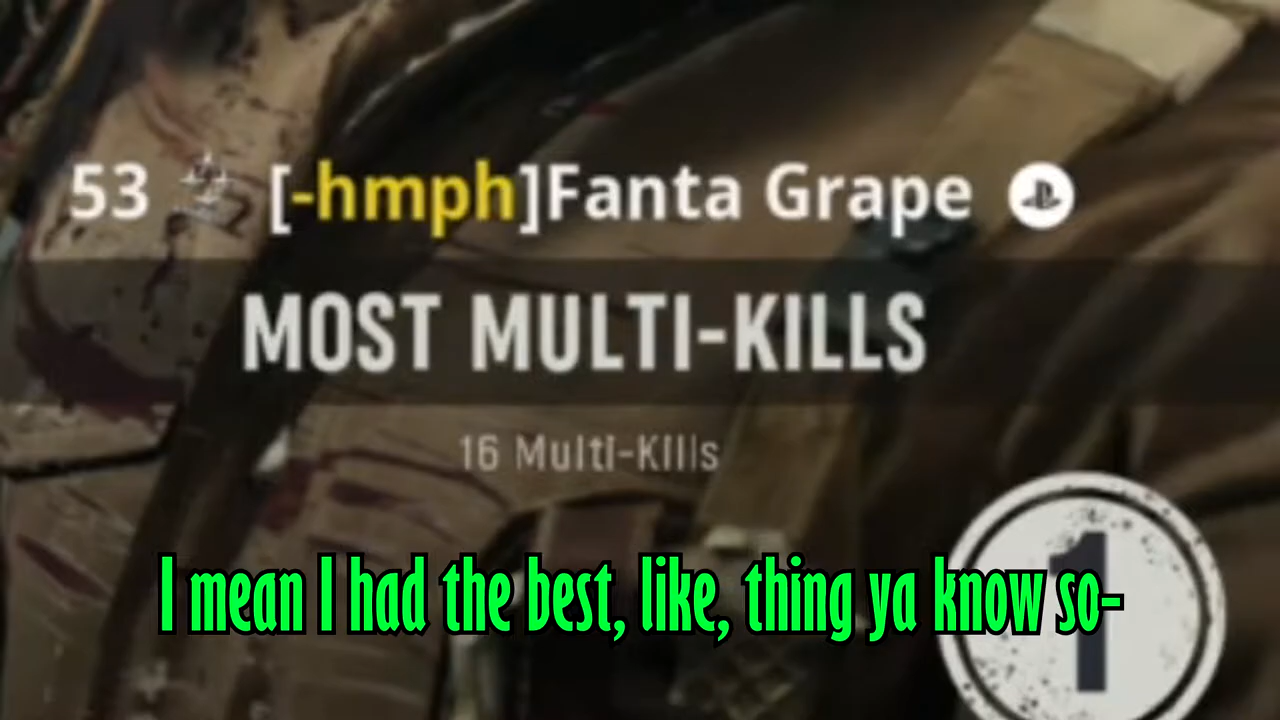 53 [-hmph]Fanta Grape
MOST MULTI-KILLS
16 Multi-Kills
1
I mean I had the best, like, thing ya know so-